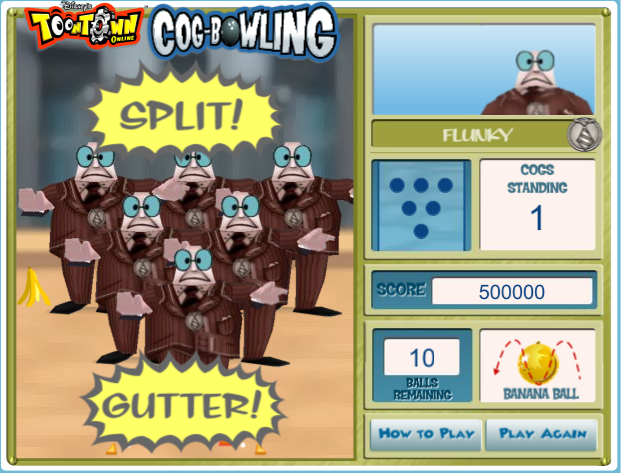 Disney's
TOONTOWN
ONLINE
COG-BOWLING
SPLIT!
GUTTER!
FLUNKY
COGS
STANDING
1
SCORE 500000
10
BALLS
REMAINING
BANANA BALL
HOW TO PLAY
PLAY AGAIN